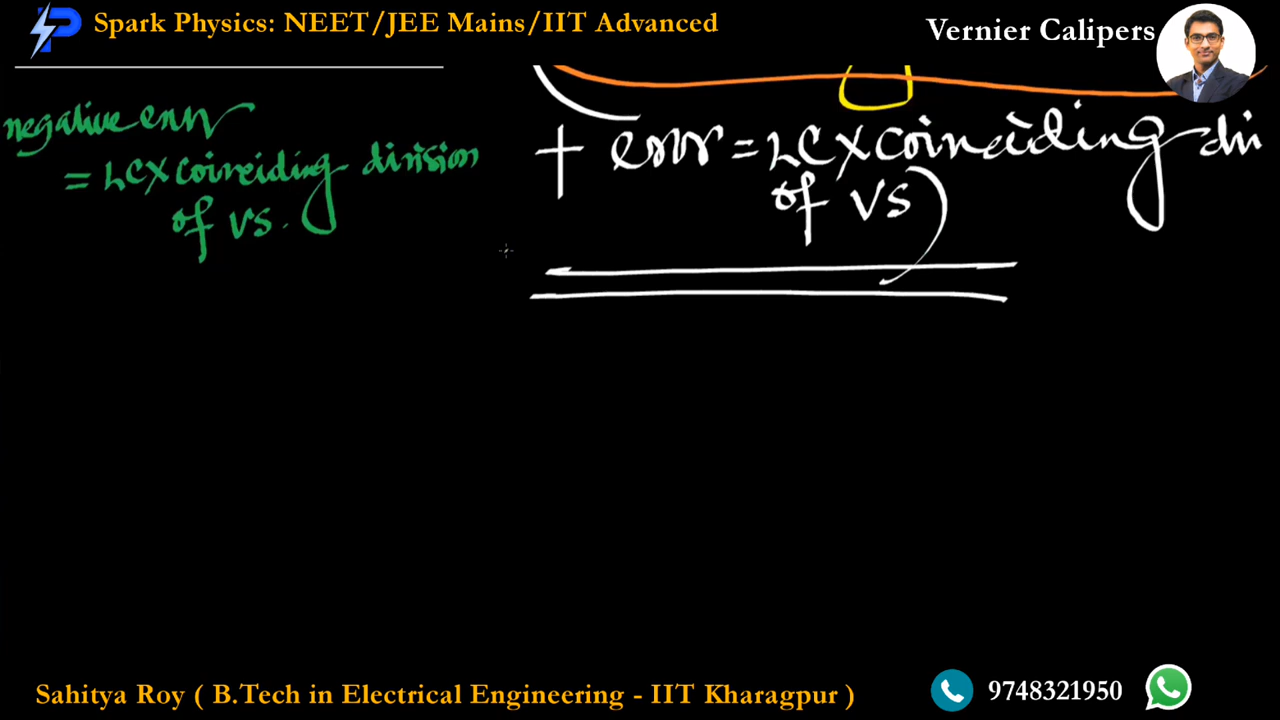 Spark Physics: NEET/JEE Mains/IIT Advanced
Vernier Calipers
negative error
= LC X Coinciding division
of VS.
+ error = LC X Coinciding div
of VS)
Sahitya Roy ( B.Tech in Electrical Engineering - IIT Kharagpur )
9748321950